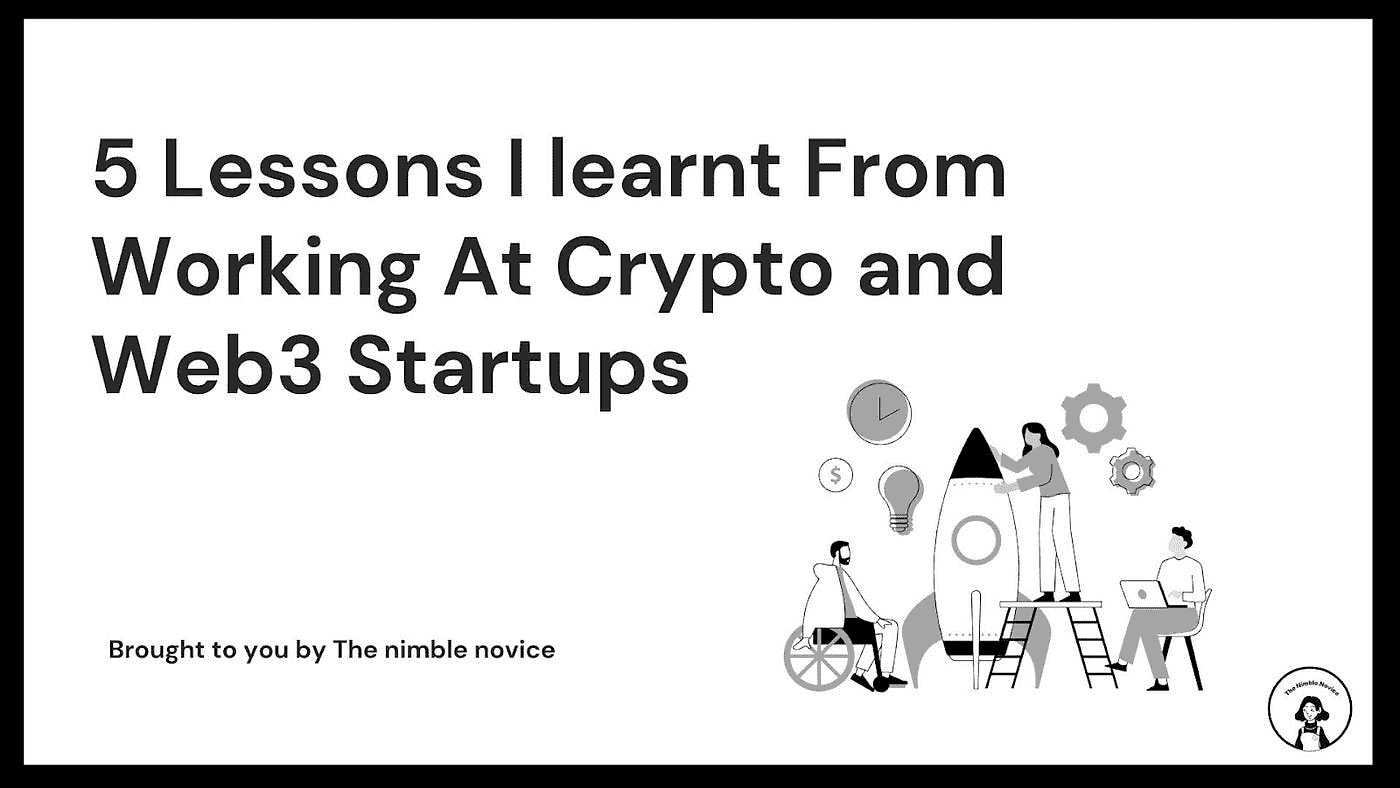 5 Lessons I learnt From
Working At Crypto and
Web3 Startups
$
Brought to you by The nimble novice
The Nimble Novice